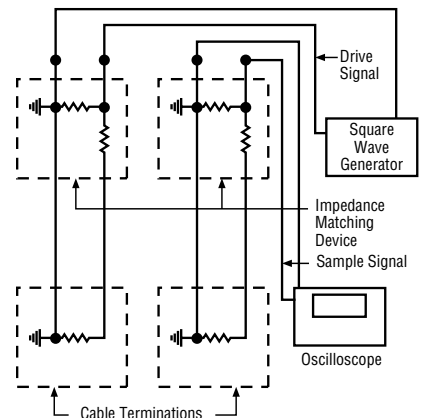 Drive
Signal
Square
Wave
Generator
Impedance
Matching
Device
Sample Signal
Oscilloscope
Cable Terminations